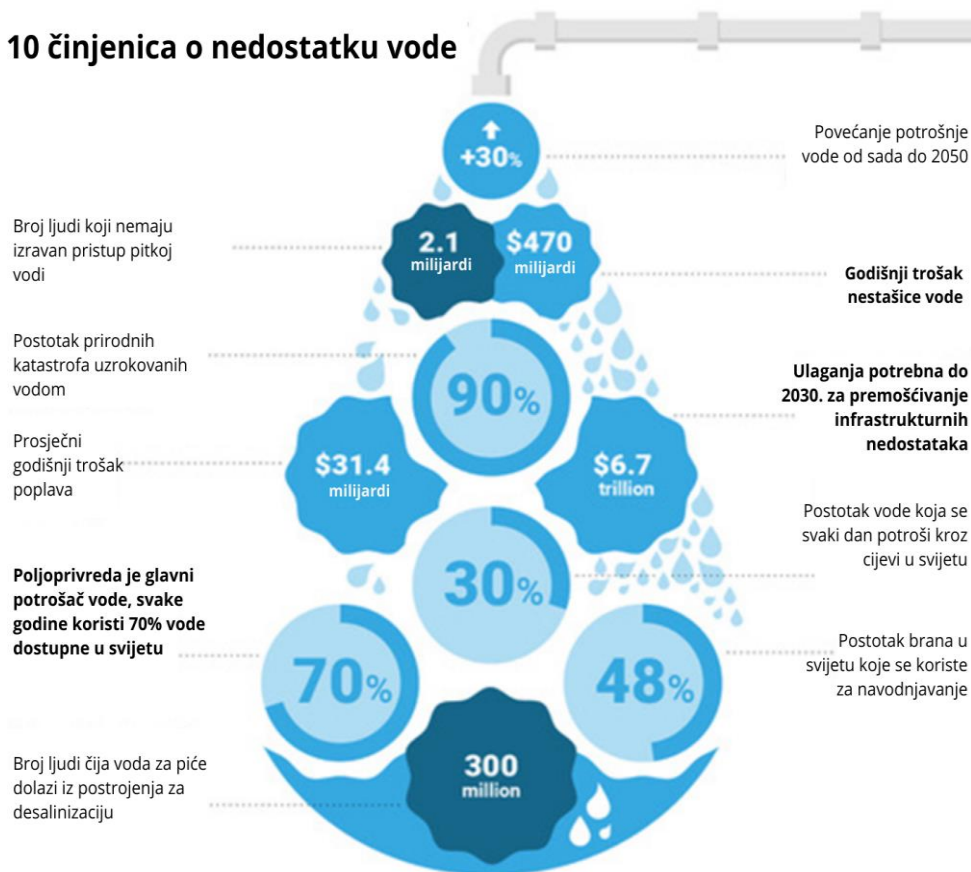 10 činjenica o nedostatku vode
+30%
Povećanje potrošnje
vode od sada do 2050
Broj ljudi koji nemaju
izravan pristup pitkoj
vodi
2.1
milijardi
$470
milijardi
Godišnji trošak
nestašice vode
Postotak prirodnih
katastrofa uzrokovanih
vodom
90%
Ulaganja potrebna do
2030. za premošćivanje
infrastrukturnih
nedostataka
Prosječni
godišnji trošak
poplava
$31.4
milijardi
$6.7
trillion
Postotak vode koja se
svaki dan potroši kroz
cijevi u svijetu
30%
Poljoprivreda je glavni
potrošač vode, svake
godine koristi 70% vode
dostupne u svijetu
70%
48%
Postotak brana u
svijetu koje se koriste
za navodnjavanje
Broj ljudi čija voda za piće
dolazi iz postrojenja za
desalinizaciju
300
million